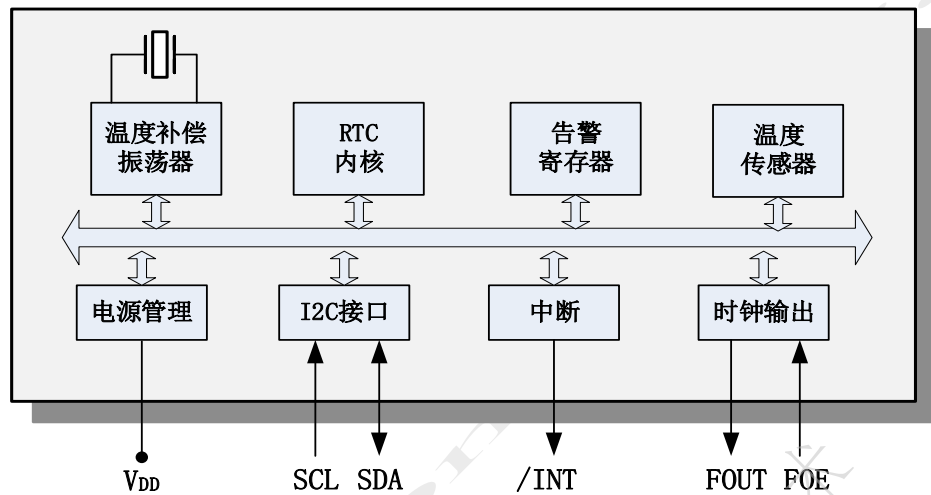 温度补偿
振荡器
RTC
内核
告警
寄存器
温度
传感器
电源管理
I2C接口
中断
时钟输出
VDD
SCL SDA
/INT
FOUT FOE